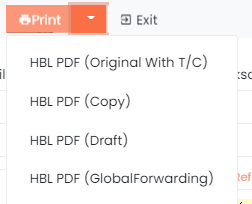 Print
Exit
HBL PDF (Original With T/C)
HBL PDF (Copy)
HBL PDF (Draft)
HBL PDF (GlobalForwarding)